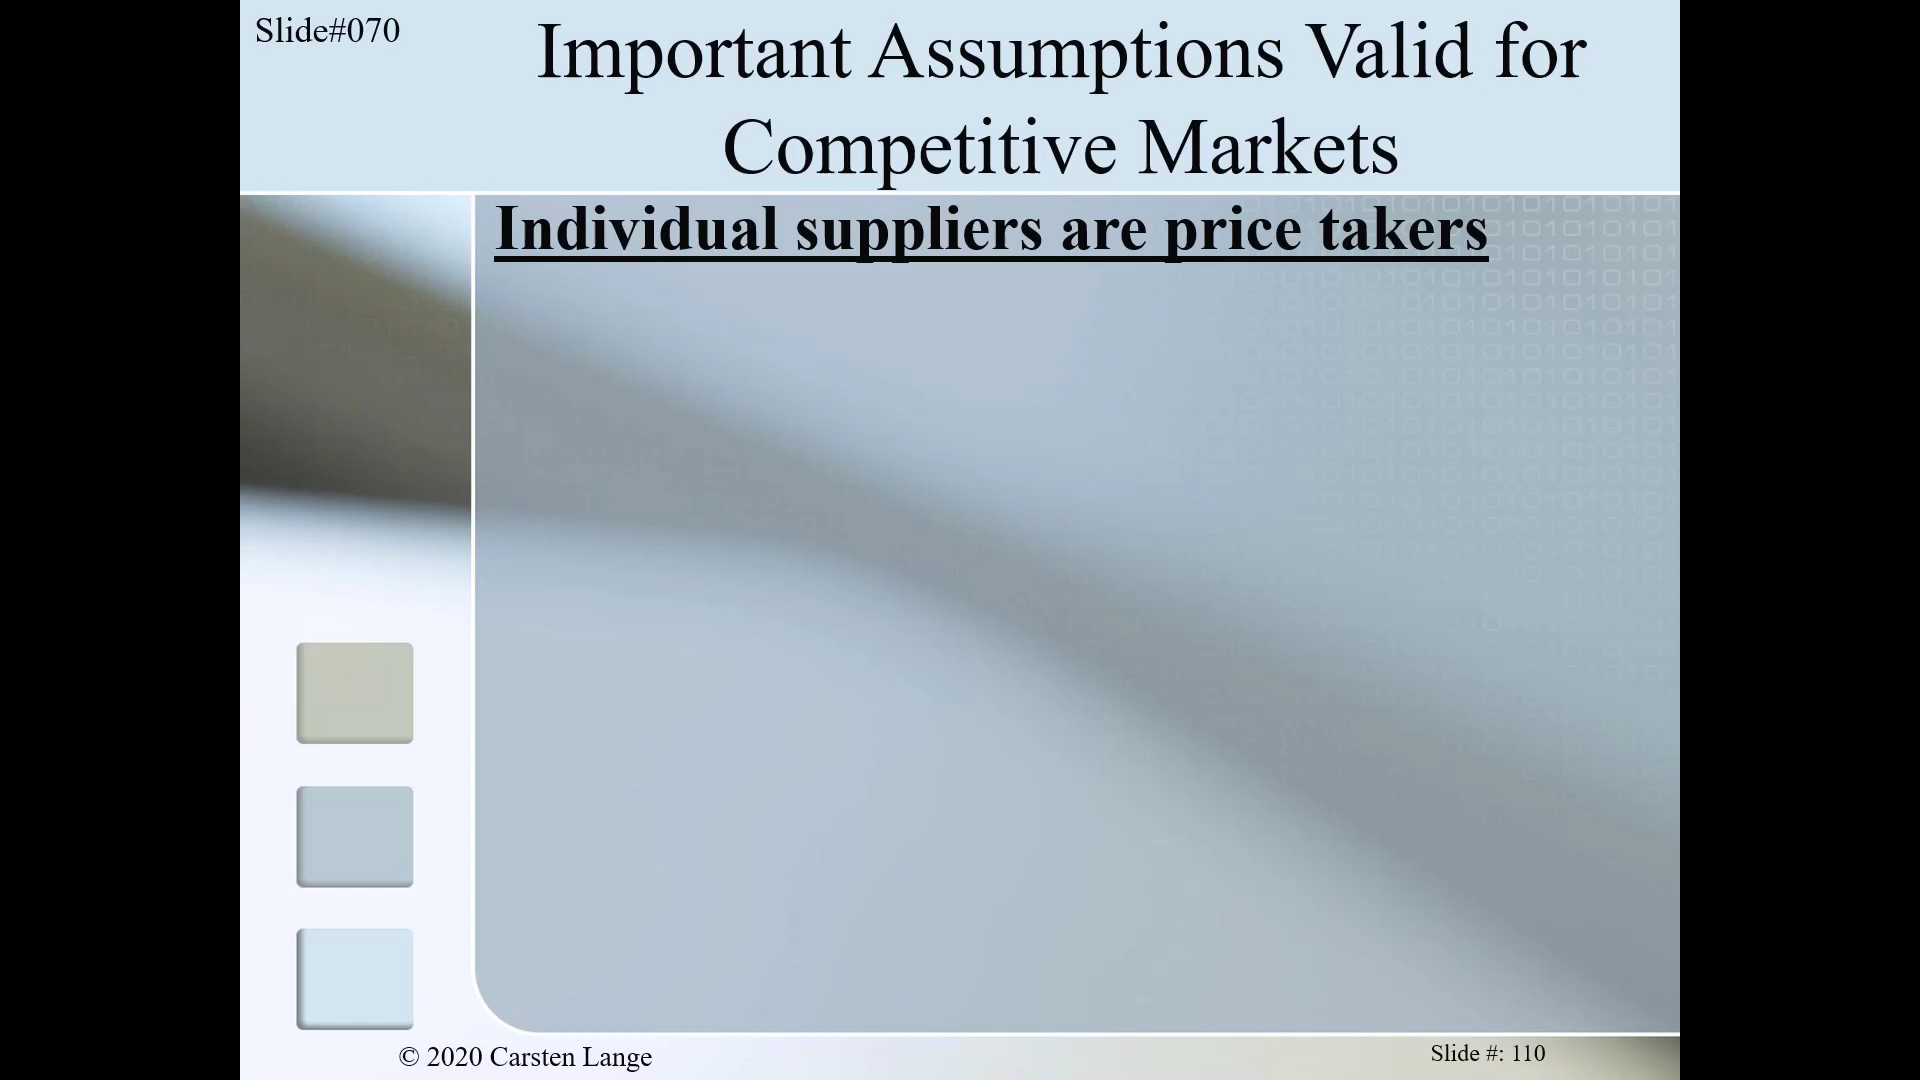 Slide#070
Important Assumptions Valid for
Competitive Markets
Individual suppliers are price takers
© 2020 Carsten Lange
Slide #: 110